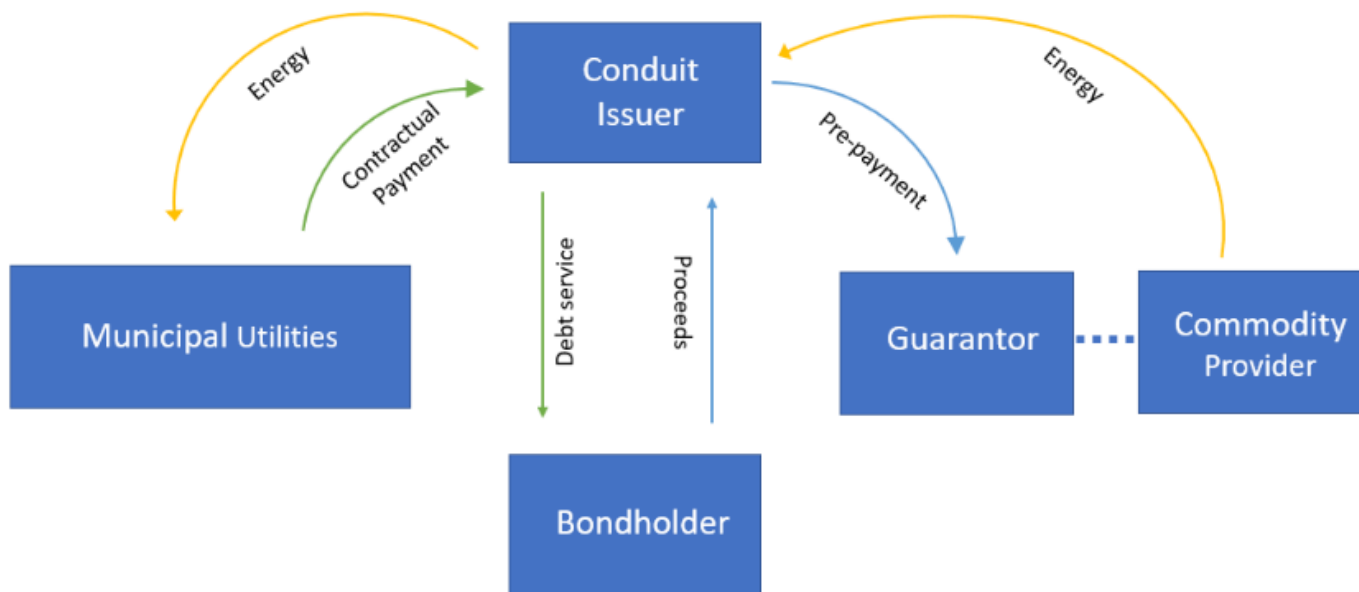 Energy
Conduit
Issuer
Energy
Contractual
Payment
Pre-payment
Debt service
Proceeds
Municipal Utilities
Guarantor
Commodity
Provider
Bondholder